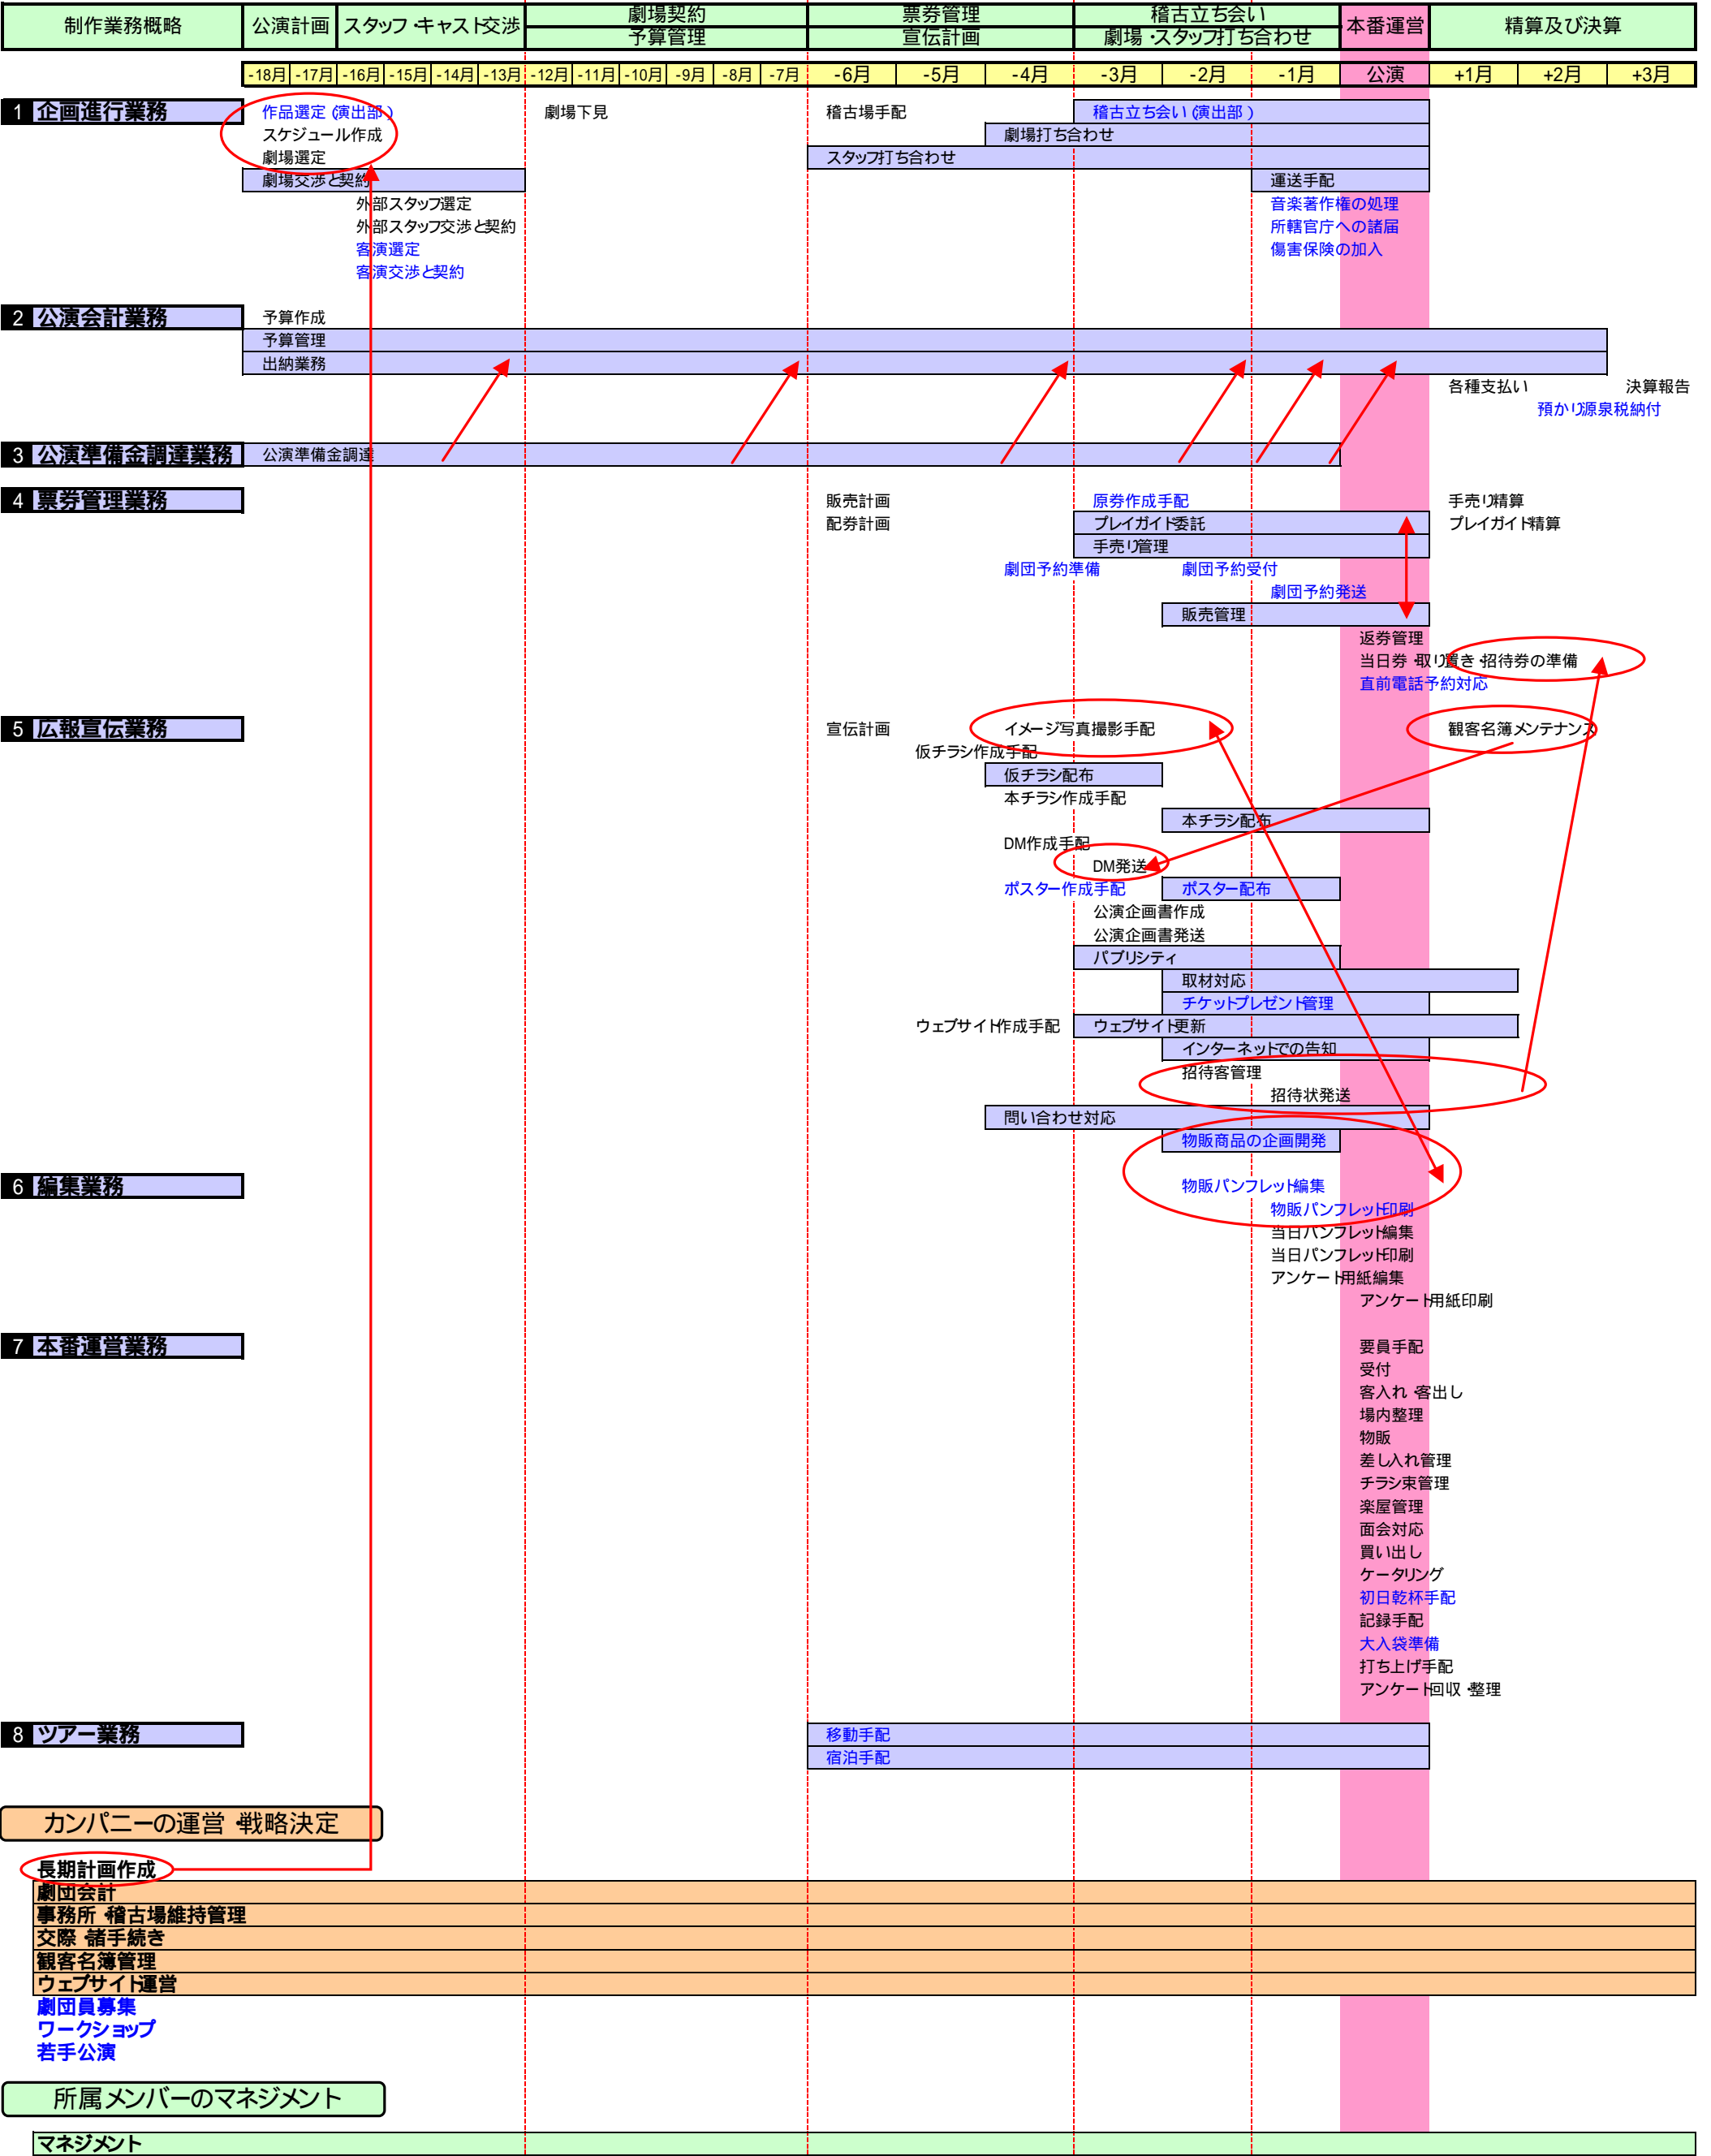 制作業務概略 公演計画 スタッフ・キャスト交渉 劇場契約 票券管理 稽古立ち会い 本番運営 精算及び決算
予算管理 宣伝計画 劇場・スタッフ打ち合わせ
-18月 -17月 -16月 -15月 -14月 -13月 -12月 -11月 -10月 -9月 -8月 -7月 -6月 -5月 -4月 -3月 -2月 -1月 公演 +1月 +2月 +3月
1 企画進行業務 作品選定(演出部) 劇場下見 稽古場手配 稽古立ち会い(演出部)
スケジュール作成 劇場打ち合わせ
劇場選定 スタッフ打ち合わせ
劇場交渉と契約 運送手配
外部スタッフ選定 音楽著作権の処理
外部スタッフ交渉と契約 所轄官庁への諸届
客演選定 傷害保険の加入
客演交渉と契約
2 公演会計業務 予算作成
予算管理
出納業務
各種支払い 決算報告
預かり源泉税納付
3 公演準備金調達業務 公演準備金調達
4 票券管理業務 販売計画 原券作成手配 手売り精算
配券計画 プレイガイド委託 プレイガイト精算
手売り管理
劇団予約準備 劇団予約受付
劇団予約発送
販売管理
返券管理
当日券・取り置き・招待券の準備
直前電話予約対応
5 広報宣伝業務 宣伝計画 イメージ写真撮影手配 観客名簿メンテナンス
仮チラシ作成手配
仮チラシ配布
本チラシ作成手配
本チラシ配布
DM作成手配
DM発送
ポスター作成手配 ポスター配布
公演企画書作成
公演企画書発送
パブリシティ
取材対応
チケットプレゼント管理
ウェブサイト作成手配 ウェブサイト更新
インターネットでの告知
招待客管理
招待状発送
問い合わせ対応
物販商品の企画開発
6 編集業務 物販パンフレット編集
物販パンフレット印刷
当日パンフレット編集
当日パンフレット印刷
アンケート用紙編集
アンケート用紙印刷
7 本番運営業務 要員手配
受付
客入れ・客出し
場内整理
物販
差し入れ管理
チラシ束管理
楽屋管理
面会対応
買い出し
ケータリング
初日乾杯手配
記録手配
大入袋準備
打ち上げ手配
アンケート回収・整理
8 ツアー業務 移動手配
宿泊手配
カンパニーの運営・戦略決定
長期計画作成
劇団会計
事務所・稽古場維持管理
交際・諸手続き
観客名簿管理
ウェブサイト運営
劇団員募集
ワークショップ
若手公演
所属メンバーのマネジメント
マネジメント